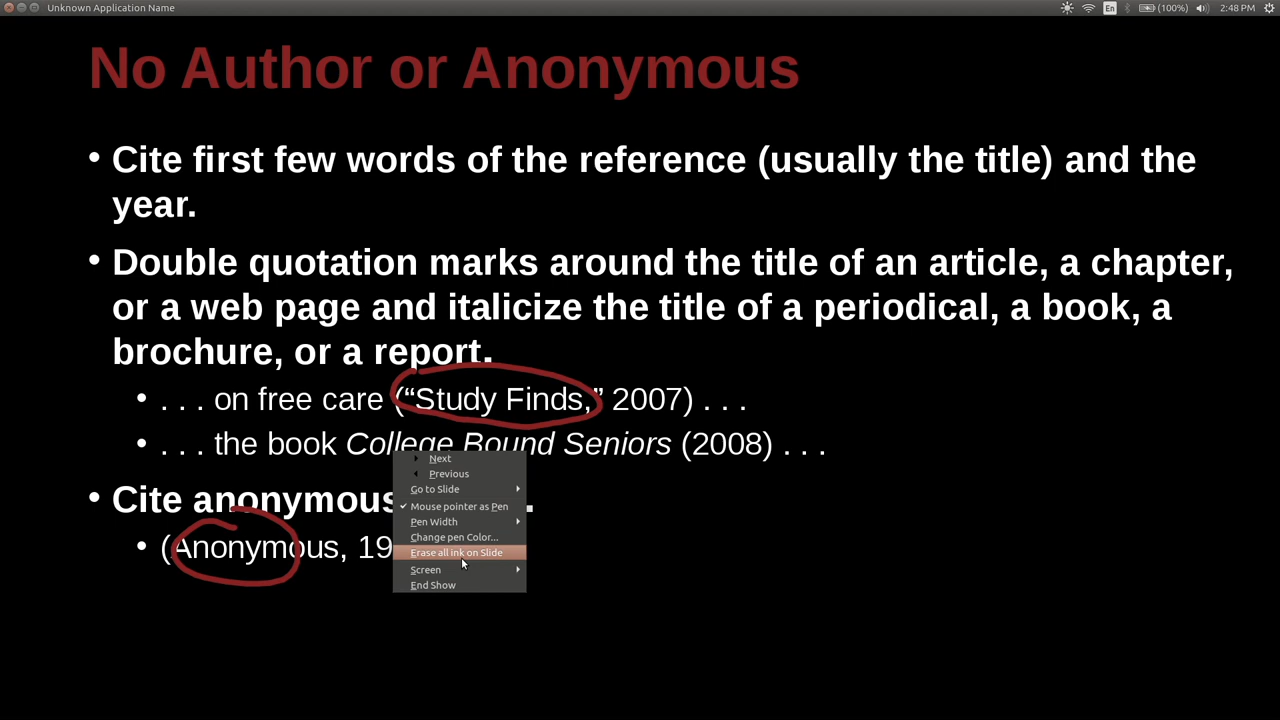 Unknown Application Name
En
(100%)
2:48 PM
No Author or Anonymous
• Cite first few words of the reference (usually the title) and the
year.
• Double quotation marks around the title of an article, a chapter,
or a web page and italicize the title of a periodical, a book, a
brochure, or a report.
• . . . on free care (“Study Finds,” 2007) . . .
• . . . the book College Bound Seniors (2008) . . .
• Cite anonymous
• (Anonymous, 19
Next
Previous
Go to Slide
Mouse pointer as Pen
Pen Width
Change pen Color...
Erase all ink on Slide
Screen
End Show